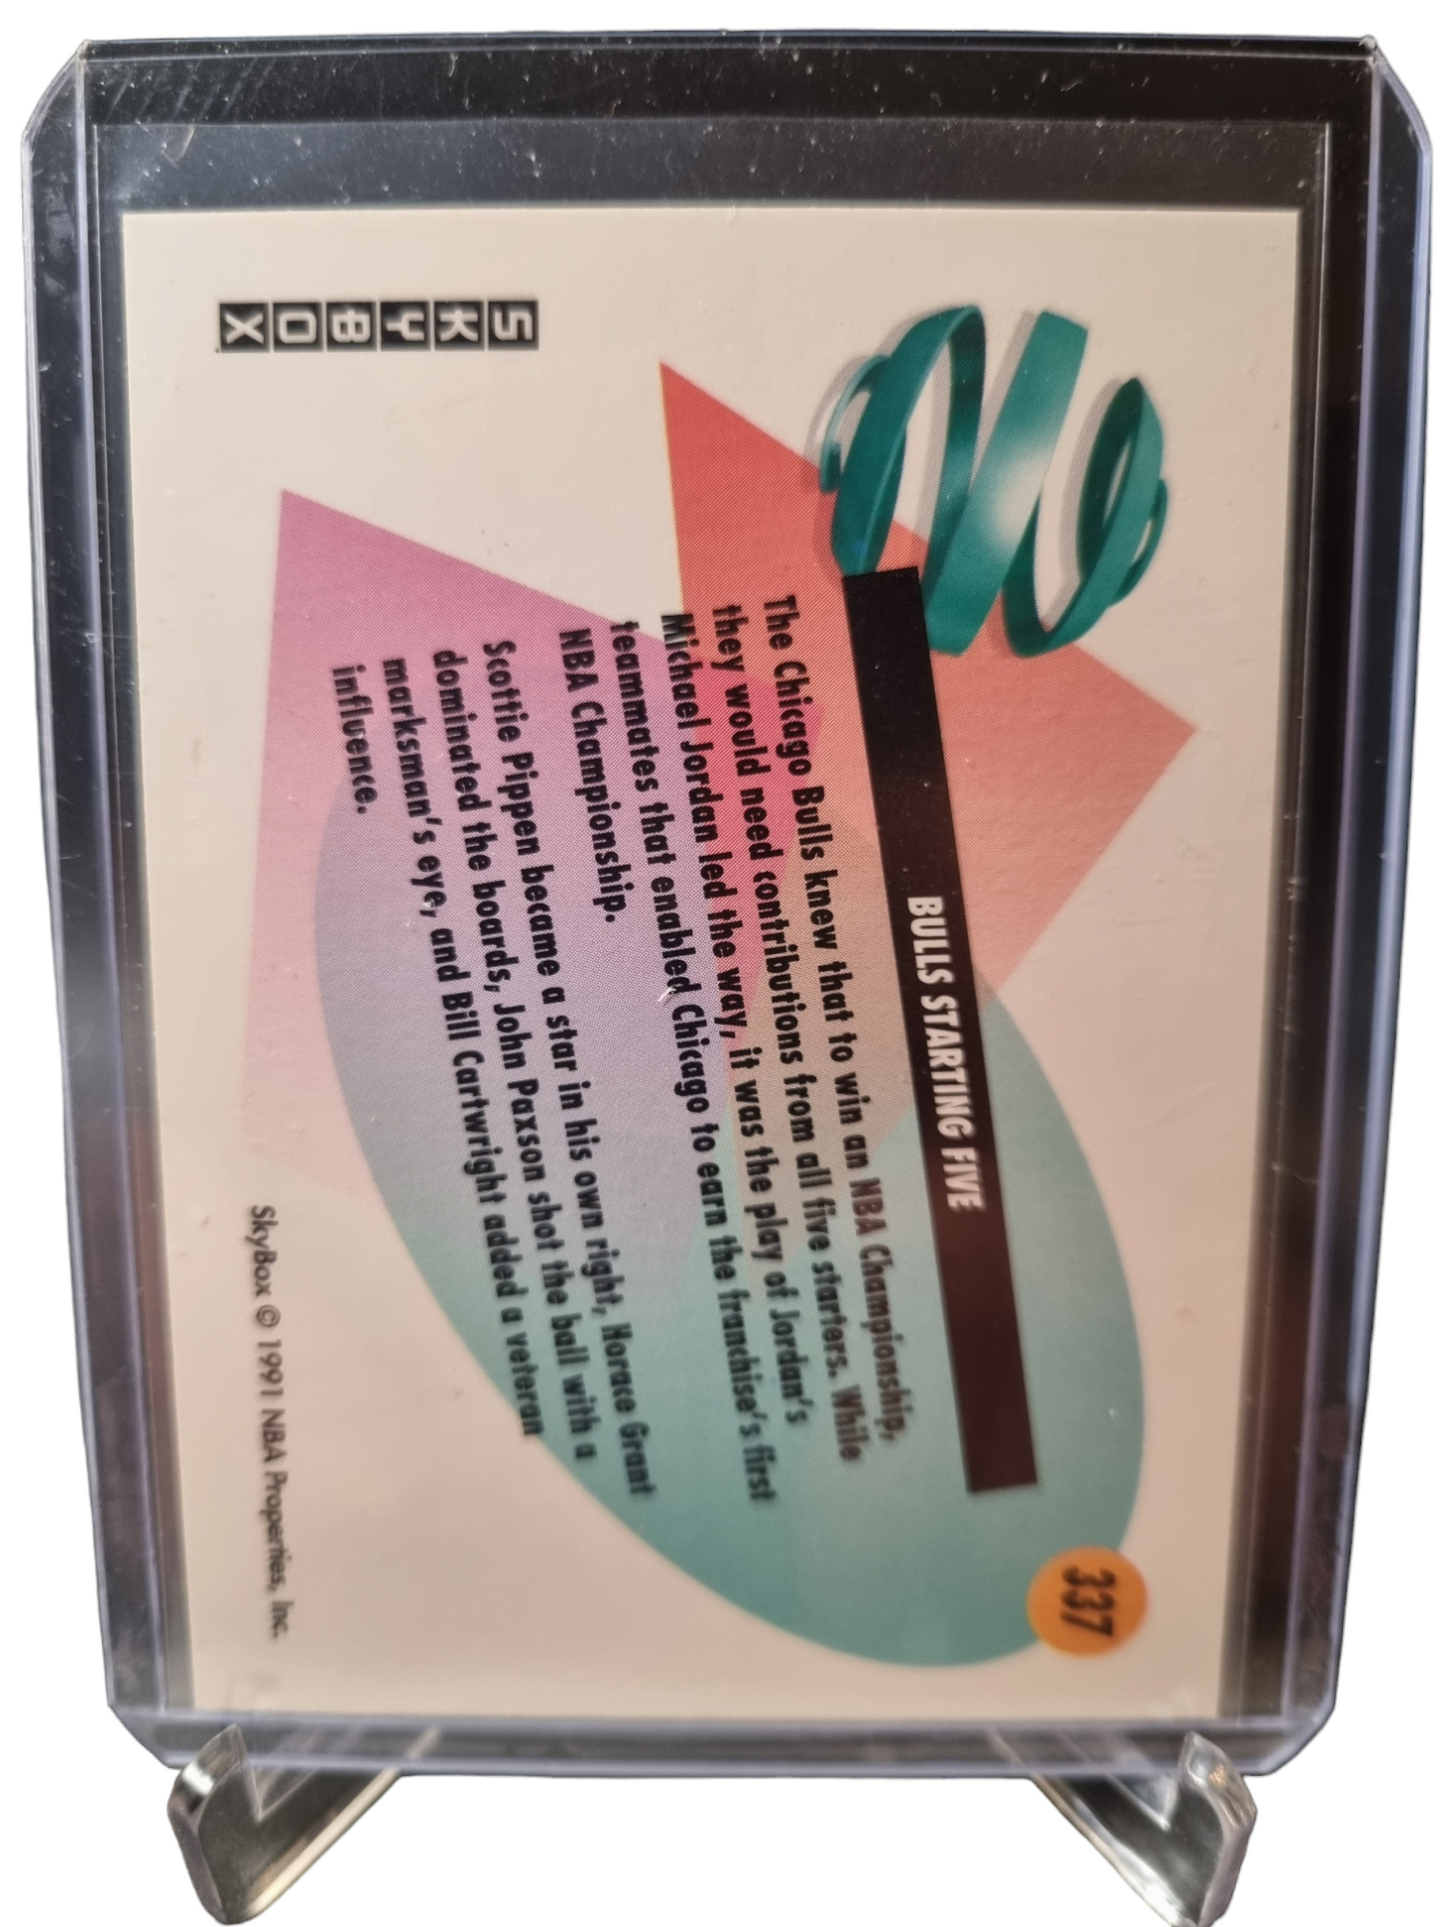 BULLS STARTING FIVE
337
The Chicago Bulls knew that to win an NBA Championship,
they would need contributions from all five starters. While
Michael Jordan led the way, it was the play of Jordan's
teammates that enabled Chicago to earn the franchise's first
NBA Championship.
Scottie Pippen became a star in his own right, Horace Grant
dominated the boards, John Paxson shot the ball with a
marksman's eye, and Bill Cartwright added a veteran
influence.
SKYBOX
SkyBox © 1991 NBA Properties, Inc.